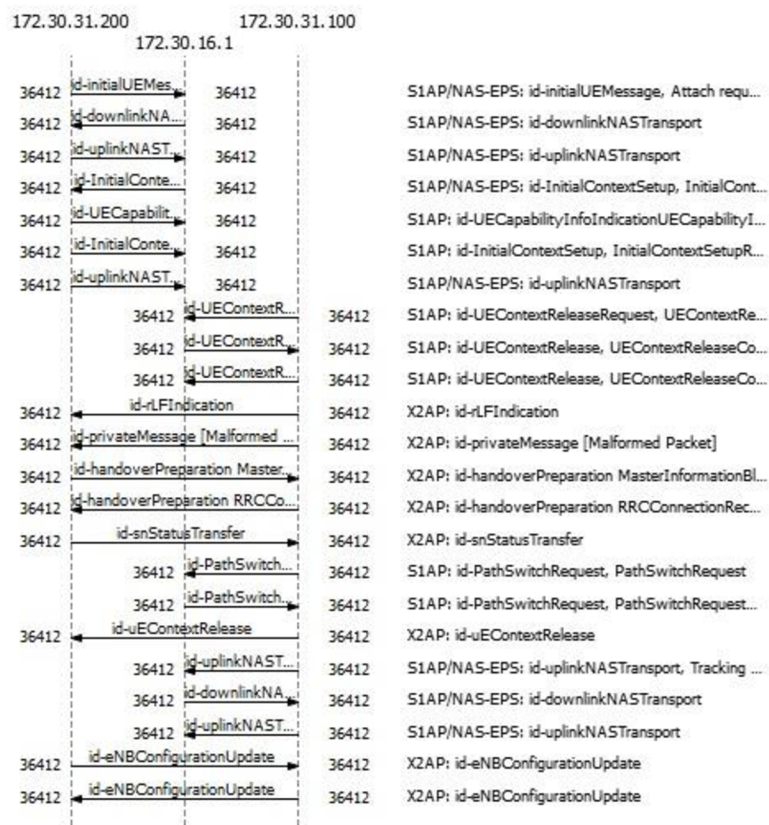 172.30.31.200 172.30.31.100
172.30.16.1
36412 id-initialUEMes... 36412 S1AP/NAS-EPS: id-initialUEMessage, Attach requ...
36412 id-downlinkNA... 36412 S1AP/NAS-EPS: id-downlinkNASTransport
36412 id-uplinkNAST... 36412 S1AP/NAS-EPS: id-uplinkNASTransport
36412 id-InitialConte... 36412 S1AP/NAS-EPS: id-InitialContextSetup, InitialCont...
36412 id-UECapabilit... 36412 S1AP: id-UECapabilityInfoIndicationUECapabilityI...
36412 id-InitialConte... 36412 S1AP: id-InitialContextSetup, InitialContextSetupR...
36412 id-uplinkNAST... 36412 S1AP/NAS-EPS: id-uplinkNASTransport
36412 id-UEContextR... 36412 S1AP: id-UEContextReleaseRequest, UEContextRe...
36412 id-UEContextR... 36412 S1AP: id-UEContextRelease, UEContextReleaseCo...
36412 id-UEContextR... 36412 S1AP: id-UEContextRelease, UEContextReleaseCo...
36412 id-rLFIndication 36412 X2AP: id-rLFIndication
36412 id-privateMessage [Malformed ... 36412 X2AP: id-privateMessage [Malformed Packet]
36412 id-handoverPreparation Master... 36412 X2AP: id-handoverPreparation MasterInformationBl...
36412 id-handoverPreparation RRCCo... 36412 X2AP: id-handoverPreparation RRCConnectionRec...
36412 id-snStatusTransfer 36412 X2AP: id-snStatusTransfer
36412 id-PathSwitch... 36412 S1AP: id-PathSwitchRequest, PathSwitchRequest
36412 id-PathSwitch... 36412 S1AP: id-PathSwitchRequest, PathSwitchRequest...
36412 id-uEContextRelease 36412 X2AP: id-uEContextRelease
36412 id-uplinkNAST... 36412 S1AP/NAS-EPS: id-uplinkNASTransport, Tracking ...
36412 id-downlinkNA... 36412 S1AP/NAS-EPS: id-downlinkNASTransport
36412 id-uplinkNAST... 36412 S1AP/NAS-EPS: id-uplinkNASTransport
36412 id-eNBConfigurationUpdate 36412 X2AP: id-eNBConfigurationUpdate
36412 id-eNBConfigurationUpdate 36412 X2AP: id-eNBConfigurationUpdate